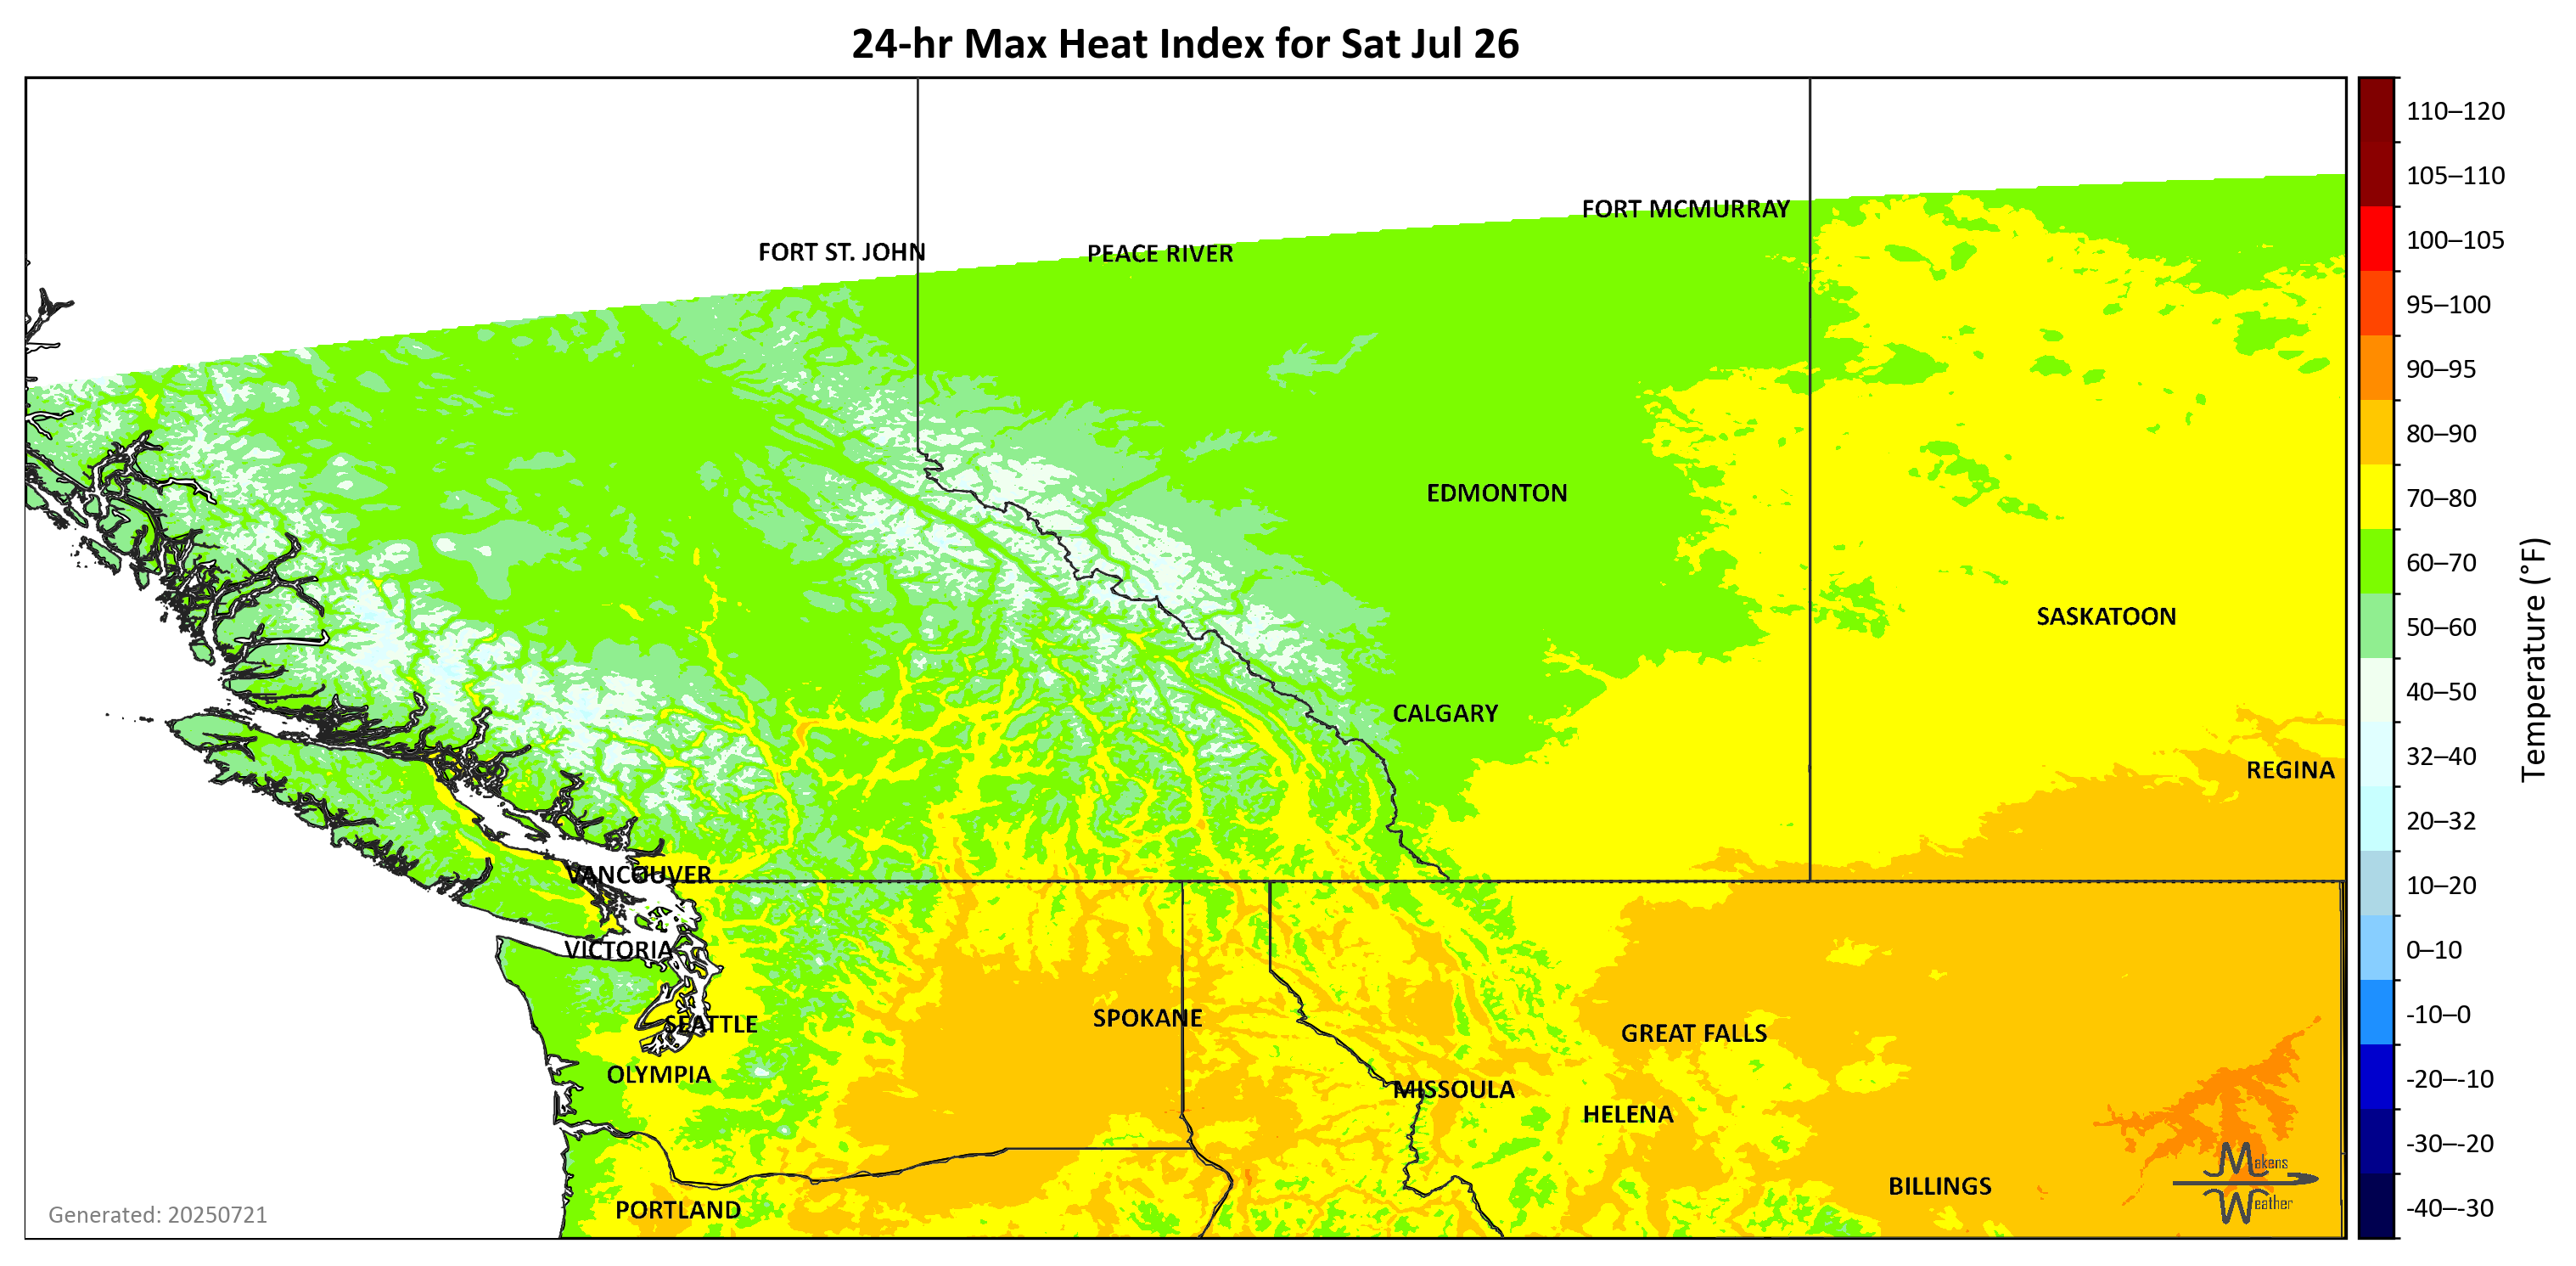 24-hr Max Heat Index for Sat Jul 26
110–120
105–110
100–105
95–100
90–95
80–90
70–80
60–70
50–60
40–50
32–40
20–32
10–20
0–10
-10–0
-20–-10
-30–-20
-40–-30
Temperature (°F)
FORT MCMURRAY
FORT ST. JOHN
PEACE RIVER
EDMONTON
SASKATOON
CALGARY
REGINA
VANCOUVER
VICTORIA
SEATTLE
SPOKANE
GREAT FALLS
OLYMPIA
MISSOULA
HELENA
BILLINGS
PORTLAND
Makens
Weather
Generated: 20250721